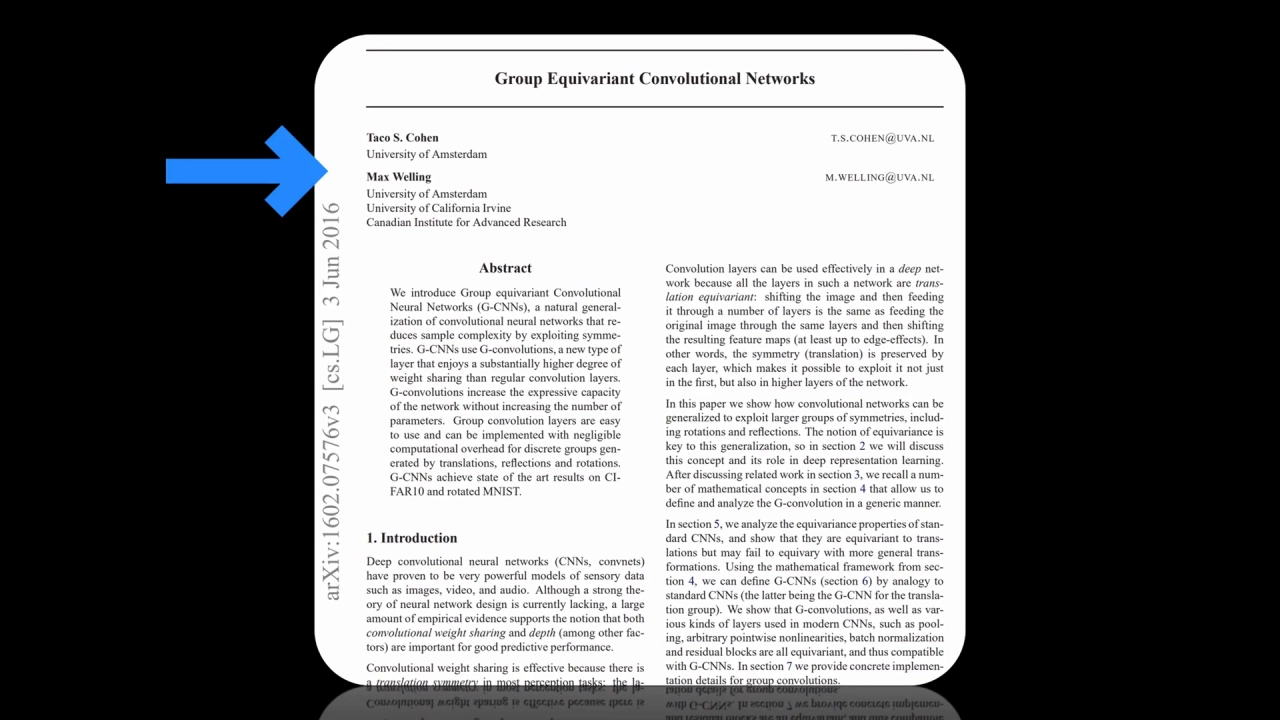 Group Equivariant Convolutional Networks
Taco S. Cohen T.S.COHEN@UVA.NL
University of Amsterdam
Max Welling M.WELLING@UVA.NL
University of Amsterdam
University of California Irvine
Canadian Institute for Advanced Research
arXiv:1602.07576v3 [cs.LG] 3 Jun 2016
Abstract
We introduce Group equivariant Convolutional
Neural Networks (G-CNNs), a natural general-
ization of convolutional neural networks that re-
duces sample complexity by exploiting symme-
tries. G-CNNs use G-convolutions, a new type of
layer that enjoys a substantially higher degree of
weight sharing than regular convolution layers.
G-convolutions increase the expressive capacity
of the network without increasing the number of
parameters. Group convolution layers are easy
to use and can be implemented with negligible
computational overhead for discrete groups gen-
erated by translations, reflections and rotations.
G-CNNs achieve state of the art results on CI-
FAR10 and rotated MNIST.
1. Introduction
Deep convolutional neural networks (CNNs, convnets)
have proven to be very powerful models of sensory data
such as images, video, and audio. Although a strong the-
ory of neural network design is currently lacking, a large
amount of empirical evidence supports the notion that both
convolutional weight sharing and depth (among other fac-
tors) are important for good predictive performance.
Convolutional weight sharing is effective because there is
a translation symmetry in most perception tasks: the la-
Convolution layers can be used effectively in a deep net-
work because all the layers in such a network are trans-
lation equivariant: shifting the image and then feeding
it through a number of layers is the same as feeding the
original image through the same layers and then shifting
the resulting feature maps (at least up to edge-effects). In
other words, the symmetry (translation) is preserved by
each layer, which makes it possible to exploit it not just
in the first, but also in higher layers of the network.
In this paper we show how convolutional networks can be
generalized to exploit larger groups of symmetries, includ-
ing rotations and reflections. The notion of equivariance is
key to this generalization, so in section 2 we will discuss
this concept and its role in deep representation learning.
After discussing related work in section 3, we recall a num-
ber of mathematical concepts in section 4 that allow us to
define and analyze the G-convolution in a generic manner.
In section 5, we analyze the equivariance properties of stan-
dard CNNs, and show that they are equivariant to trans-
lations but may fail to equivary with more general trans-
formations. Using the mathematical framework from sec-
tion 4, we can define G-CNNs (section 6) by analogy to
standard CNNs (the latter being the G-CNN for the transla-
tion group). We show that G-convolutions, as well as var-
ious kinds of layers used in modern CNNs, such as pool-
ing, arbitrary pointwise nonlinearities, batch normalization
and residual blocks are all equivariant, and thus compatible
with G-CNNs. In section 7 we provide concrete implemen-
tation details for group convolutions.